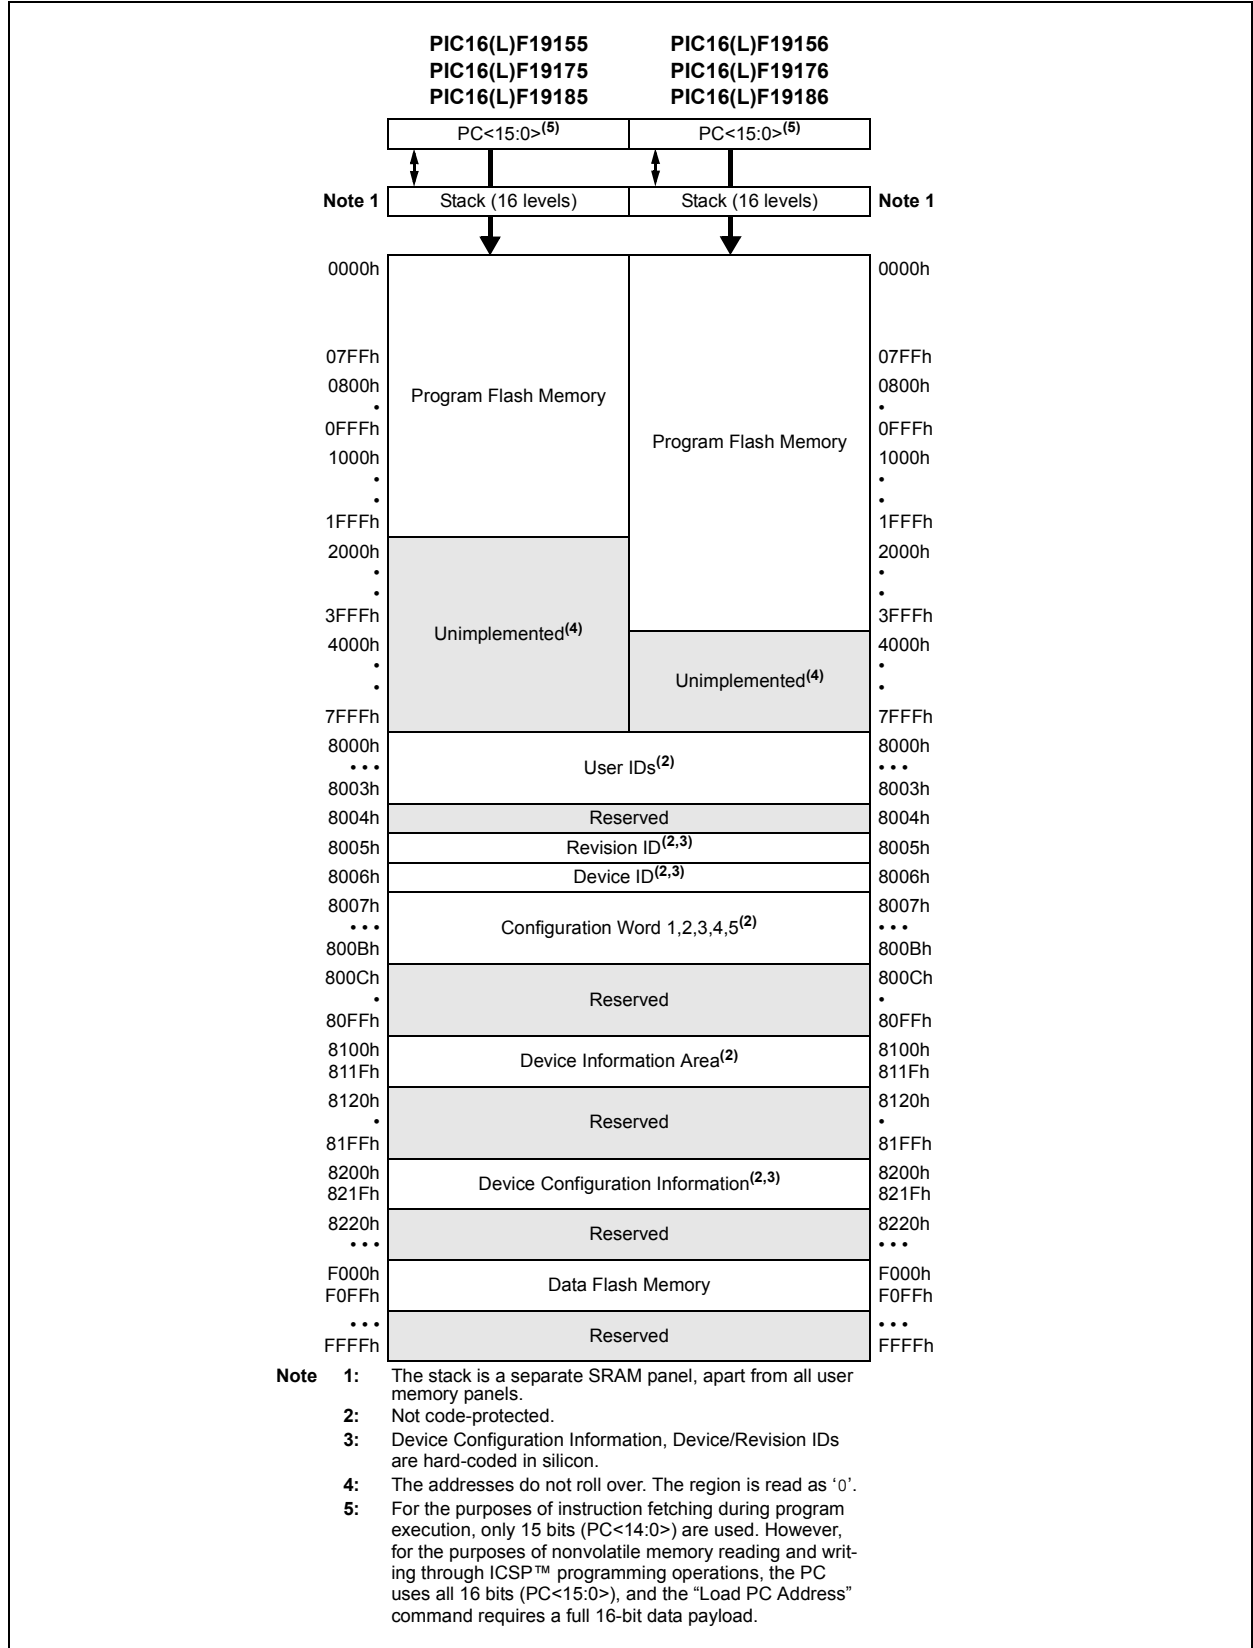 PIC16(L)F19155 PIC16(L)F19156
PIC16(L)F19175 PIC16(L)F19176
PIC16(L)F19185 PIC16(L)F19186
PC<15:0>(5) PC<15:0>(5)
Note 1 Stack (16 levels) Stack (16 levels) Note 1
0000h 0000h
07FFh 07FFh
0800h Program Flash Memory 0800h
•  •
0FFFh 0FFFh
Program Flash Memory
1000h 1000h
•  •
•  •
1FFFh 1FFFh
2000h 2000h
•  •
•  •
3FFFh 3FFFh
Unimplemented(4)
4000h 4000h
•  •
Unimplemented(4)
•  •
7FFFh 7FFFh
8000h 8000h
• • • User IDs(2) • • •
8003h 8003h
8004h Reserved 8004h
8005h Revision ID(2,3) 8005h
8006h Device ID(2,3) 8006h
8007h 8007h
• • • Configuration Word 1,2,3,4,5(2) • • •
800Bh 800Bh
800Ch 800Ch
• Reserved •
80FFh 80FFh
8100h 8100h
Device Information Area(2)
811Fh 811Fh
8120h 8120h
• Reserved •
81FFh 81FFh
8200h 8200h
Device Configuration Information(2,3)
821Fh 821Fh
8220h 8220h
Reserved
• • • • • •
F000h F000h
Data Flash Memory
F0FFh F0FFh
• • • • • •
Reserved
FFFFh FFFFh
Note 1: The stack is a separate SRAM panel, apart from all user
memory panels.
2: Not code-protected.
3: Device Configuration Information, Device/Revision IDs
are hard-coded in silicon.
4: The addresses do not roll over. The region is read as ‘0’.
5: For the purposes of instruction fetching during program
execution, only 15 bits (PC<14:0>) are used. However,
for the purposes of nonvolatile memory reading and writ-
ing through ICSP™ programming operations, the PC
uses all 16 bits (PC<15:0>), and the “Load PC Address”
command requires a full 16-bit data payload.